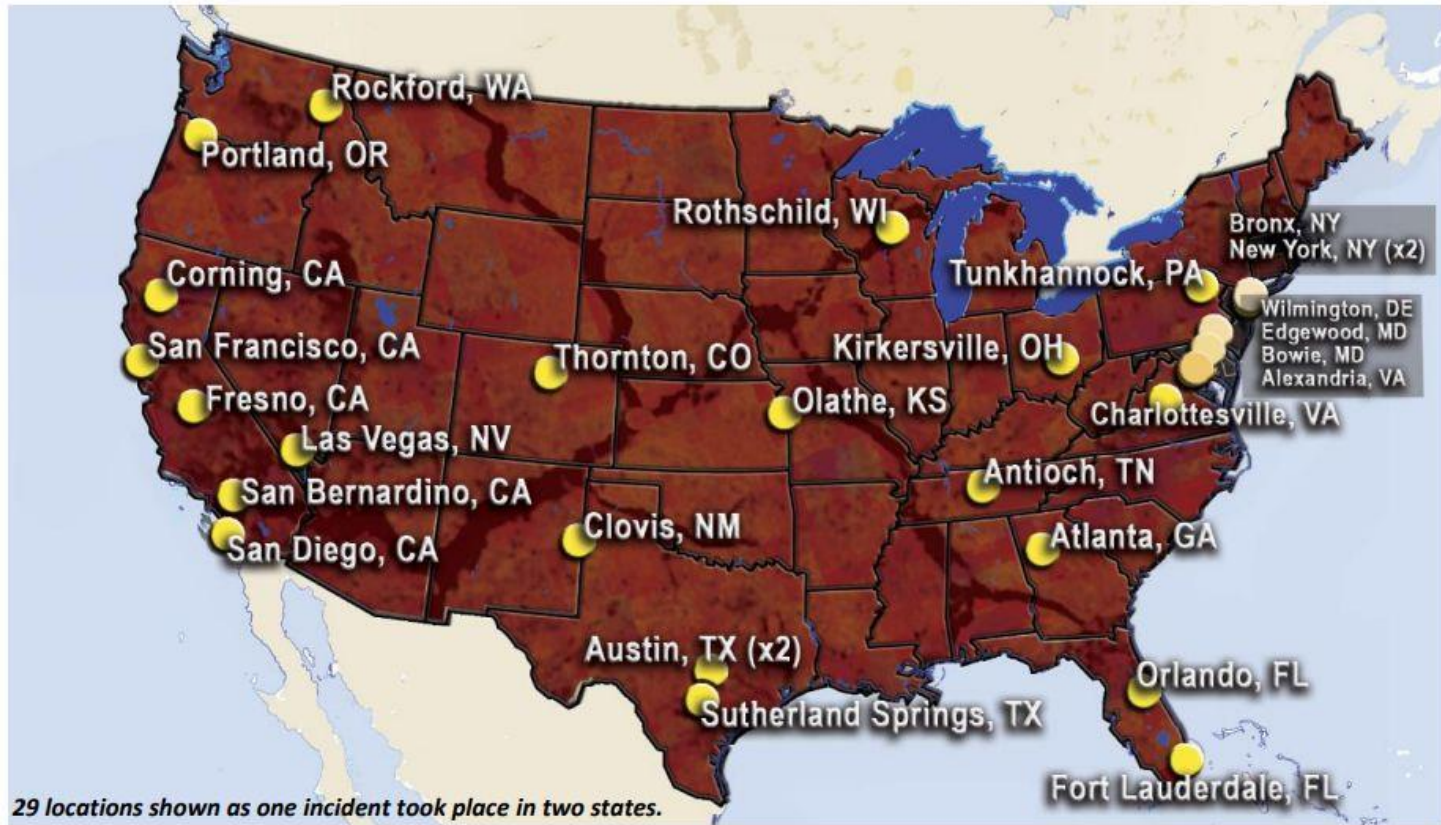 Rockford, WA
Portland, OR
Rothschild, WI
Bronx, NY
New York, NY (x2)
Tunkhannock, PA
Corning, CA
Wilmington, DE
Edgewood, MD
Bowie, MD
Alexandria, VA
San Francisco, CA
Thornton, CO
Kirkersville, OH
Fresno, CA
Olathe, KS
Charlottesville, VA
Las Vegas, NV
Antioch, TN
San Bernardino, CA
Clovis, NM
Atlanta, GA
San Diego, CA
Austin, TX (x2)
Orlando, FL
Sutherland Springs, TX
Fort Lauderdale, FL
29 locations shown as one incident took place in two states.